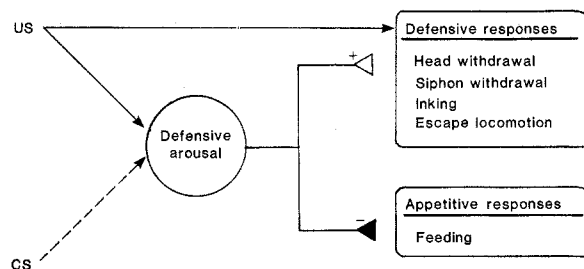 US
Defensive responses
+
Head withdrawal
Siphon withdrawal
Inking
Escape locomotion
Defensive
arousal
Appetitive responses
−
Feeding
CS